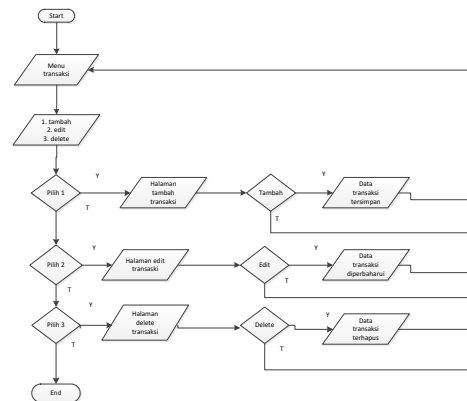 Start
Menu
transaksi
1. tambah
2. edit
3. delete
Pilih 1
Y
T
Halaman
tambah
transaksi
Tambah
Y
T
Data
transaksi
tersimpan
Pilih 2
Y
T
Halaman edit
transaski
Edit
Y
T
Data
transaksi
diperbaharui
Pilih 3
Y
T
Halaman
delete
transaksi
Delete
Y
T
Data
transaksi
terhapus
End